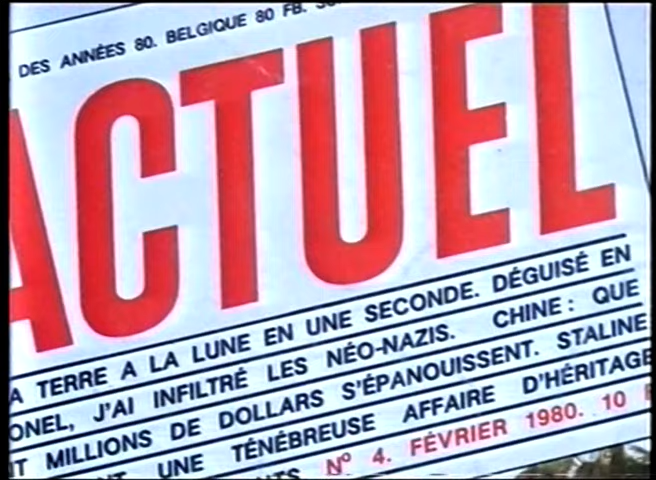 DES ANNÉES 80. BELGIQUE 80 FB.
ACTUEL
A TERRE A LA LUNE EN UNE SECONDE. DÉGUISÉ EN
ONEL, J'AI INFILTRÉ LES NÉO-NAZIS. CHINE : QUE
T MILLIONS DE DOLLARS S'ÉPANOUISSENT. STALINE
UNE TÉNÉBREUSE AFFAIRE D'HÉRITAGE
Nº 4. FÉVRIER 1980. 10